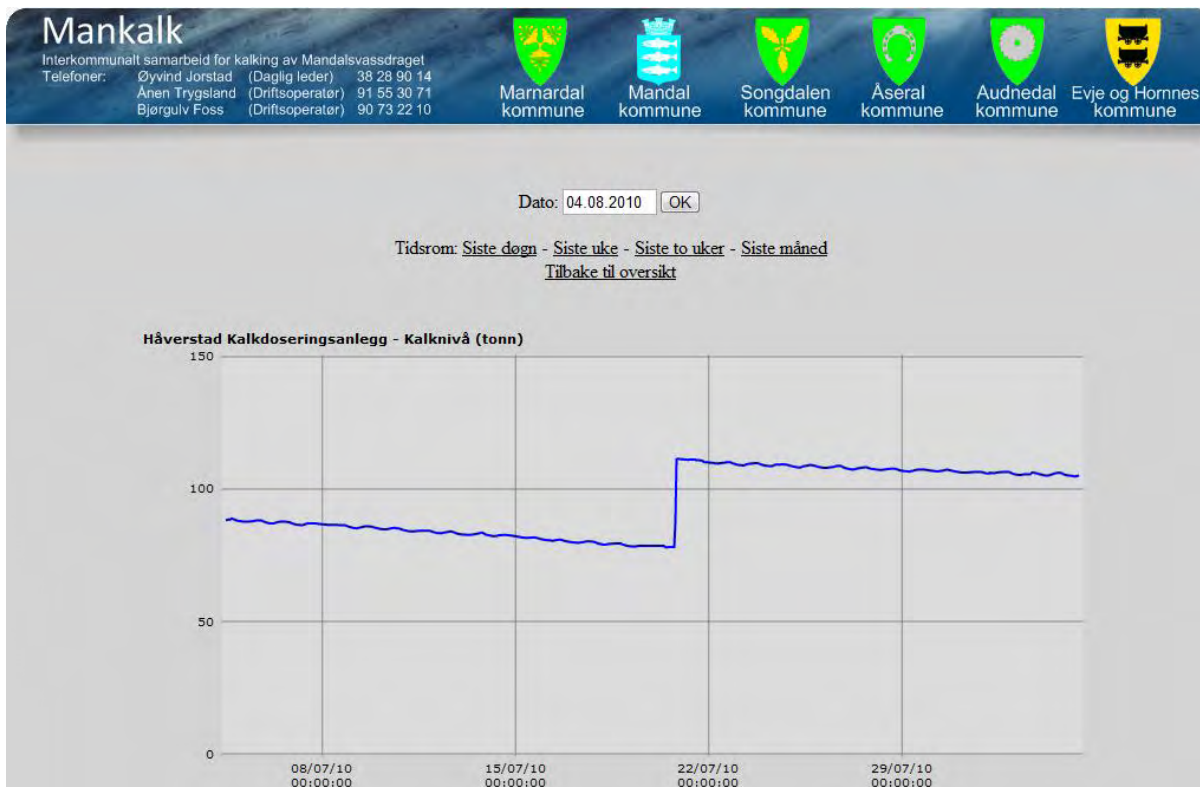 Mankalk
Interkommunalt samarbeid for kalking av Mandalsvassdraget
Telefoner: Øyvind Jorstad (Daglig leder) 38 28 90 14
Ånen Trygsland (Driftsoperatør) 91 55 30 71
Bjørgulv Foss (Driftsoperatør) 90 73 22 10
Marnardal kommune
Mandal kommune
Songdalen kommune
Åseral kommune
Audnedal kommune
Evje og Hornnes kommune
Dato: 04.08.2010 OK
Tidsrom: Siste døgn - Siste uke - Siste to uker - Siste måned
Tilbake til oversikt
Håverstad Kalkdoseringsanlegg - Kalknivå (tonn)
150
100
50
0
08/07/10 15/07/10 22/07/10 29/07/10
00:00:00 00:00:00 00:00:00 00:00:00